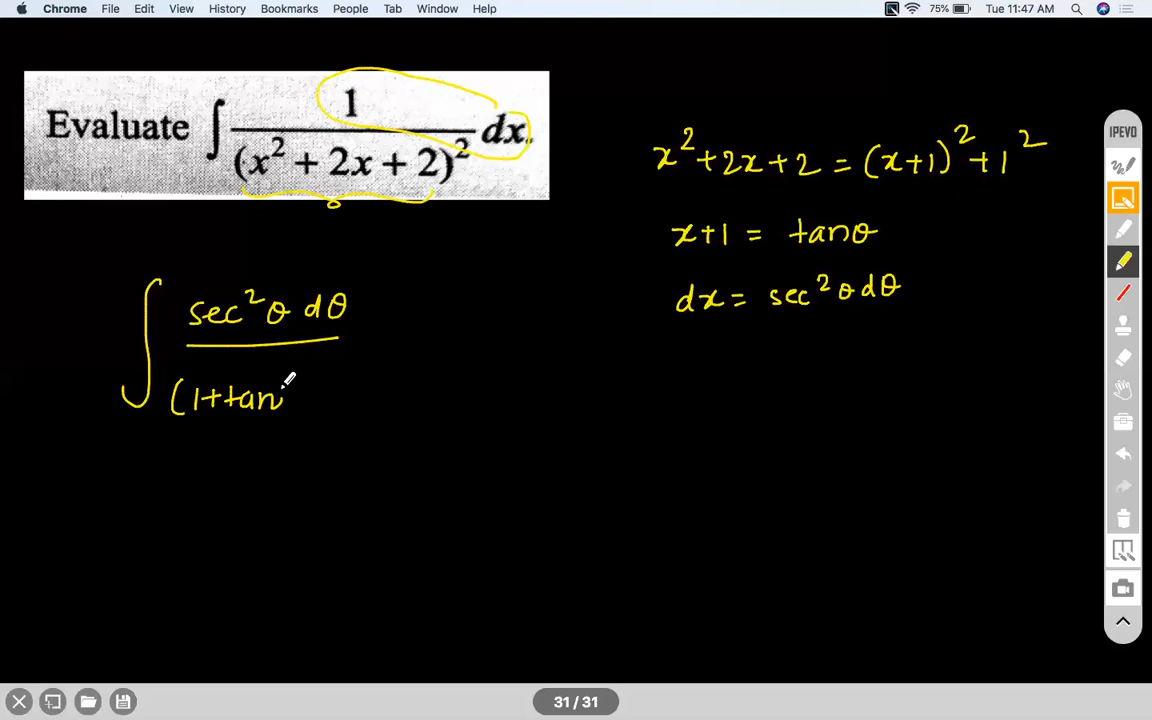 Chrome File Edit View History Bookmarks People Tab Window Help 75% Tue 11:47 AM
Evaluate ∫ 1 / (x² + 2x + 2)² dx.
x² + 2x + 2 = (x+1)² + 1²
x+1 = tanθ
dx = sec²θ dθ
∫ sec²θ dθ
(1+tan
IPEVO
31 / 31